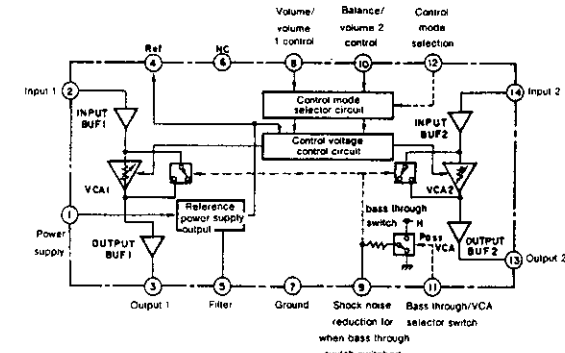 Volume/
volume
1 control
Balance/
volume 2
control
Control
mode
selection
Ref
NC
4
6
8
10
12
Input 1
2
14
Input 2
Control mode
selector circuit
INPUT
BUF1
INPUT
BUF2
Control voltage
control circuit
VCA1
VCA2
Reference
power supply
output
1
Power
supply
bass through
switch
H
Pass
VCA
OUTPUT
BUF1
OUTPUT
BUF2
13
Output 2
3
5
7
9
11
Output 1
Filter
Ground
Shock noise
reduction for
when bass through
Bass through/VCA
selector switch